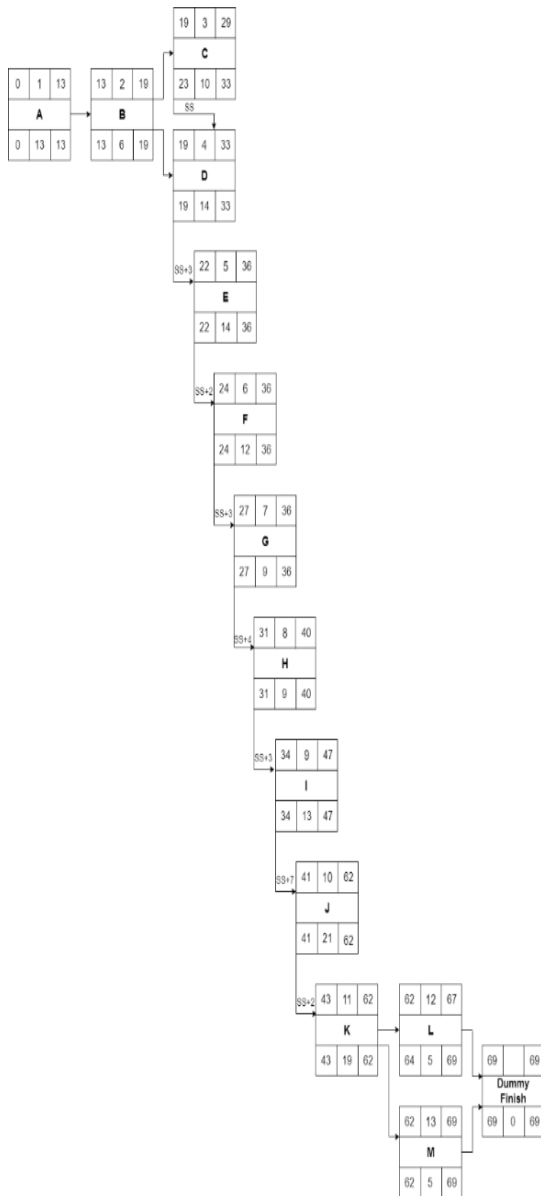 19 3 29
C
23 10 33
SS
0 1 13
A
0 13 13
13 2 19
B
13 6 19
19 4 33
D
19 14 33
SS+3
22 5 36
E
22 14 36
SS+2
24 6 36
F
24 12 36
SS+3
27 7 36
G
27 9 36
SS+4
31 8 40
H
31 9 40
SS+3
34 9 47
I
34 13 47
SS+7
41 10 62
J
41 21 62
SS+2
43 11 62
K
43 19 62
62 12 67
L
64 5 69
69 69
Dummy
Finish
69 0 69
62 13 69
M
62 5 69